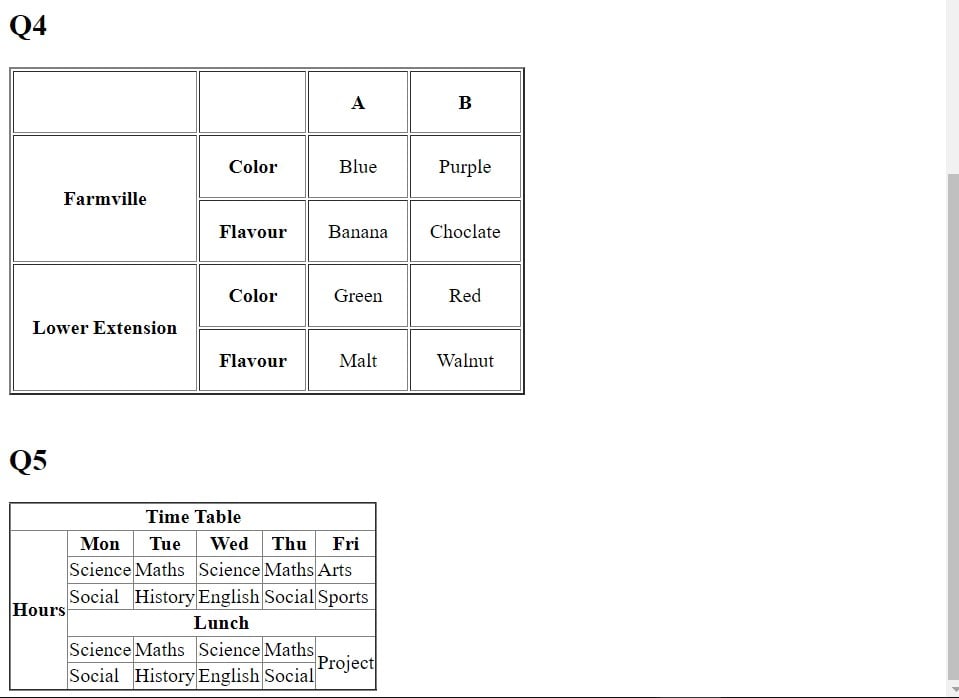 Q4
A B
Farmville Color Blue Purple
Flavour Banana Choclate
Lower Extension Color Green Red
Flavour Malt Walnut
Q5
Time Table
Hours Mon Tue Wed Thu Fri
Science Maths Science Maths Arts
Social History English Social Sports
Lunch
Science Maths Science Maths Project
Social History English Social